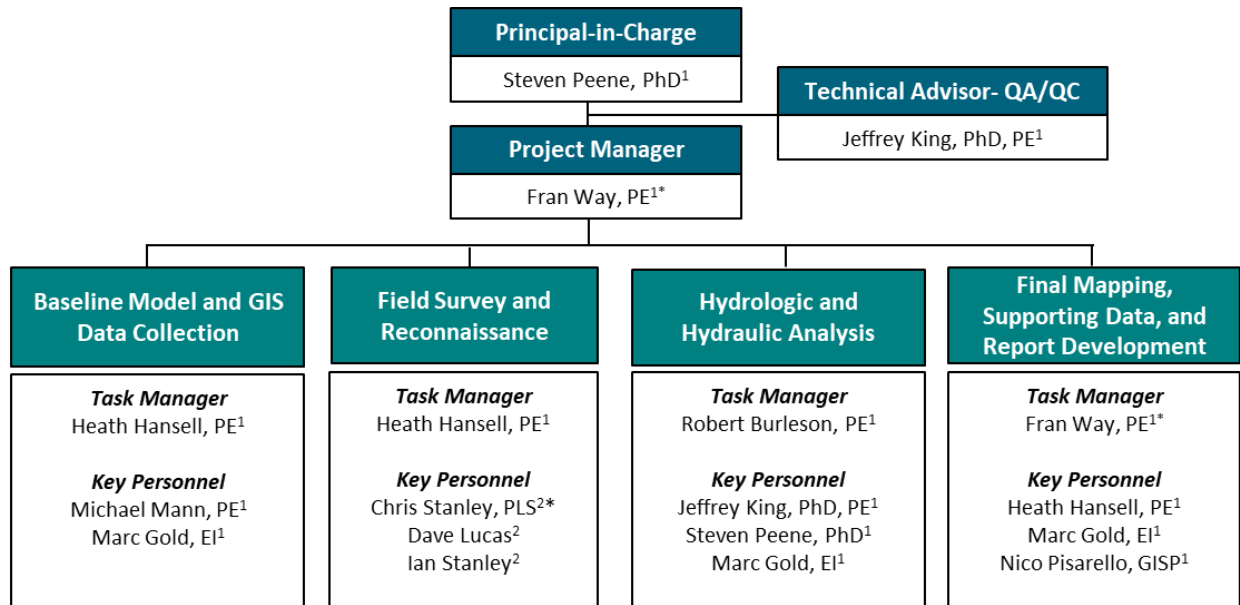 Principal-in-Charge
Steven Peene, PhD¹
Technical Advisor- QA/QC
Jeffrey King, PhD, PE¹
Project Manager
Fran Way, PE¹*
Baseline Model and GIS
Data Collection
Task Manager
Heath Hansell, PE¹
Key Personnel
Michael Mann, PE¹
Marc Gold, EI¹
Field Survey and
Reconnaissance
Task Manager
Heath Hansell, PE¹
Key Personnel
Chris Stanley, PLS²*
Dave Lucas²
Ian Stanley²
Hydrologic and
Hydraulic Analysis
Task Manager
Robert Burleson, PE¹
Key Personnel
Jeffrey King, PhD, PE¹
Steven Peene, PhD¹
Marc Gold, EI¹
Final Mapping,
Supporting Data, and
Report Development
Task Manager
Fran Way, PE¹*
Key Personnel
Heath Hansell, PE¹
Marc Gold, EI¹
Nico Pisarello, GISP¹